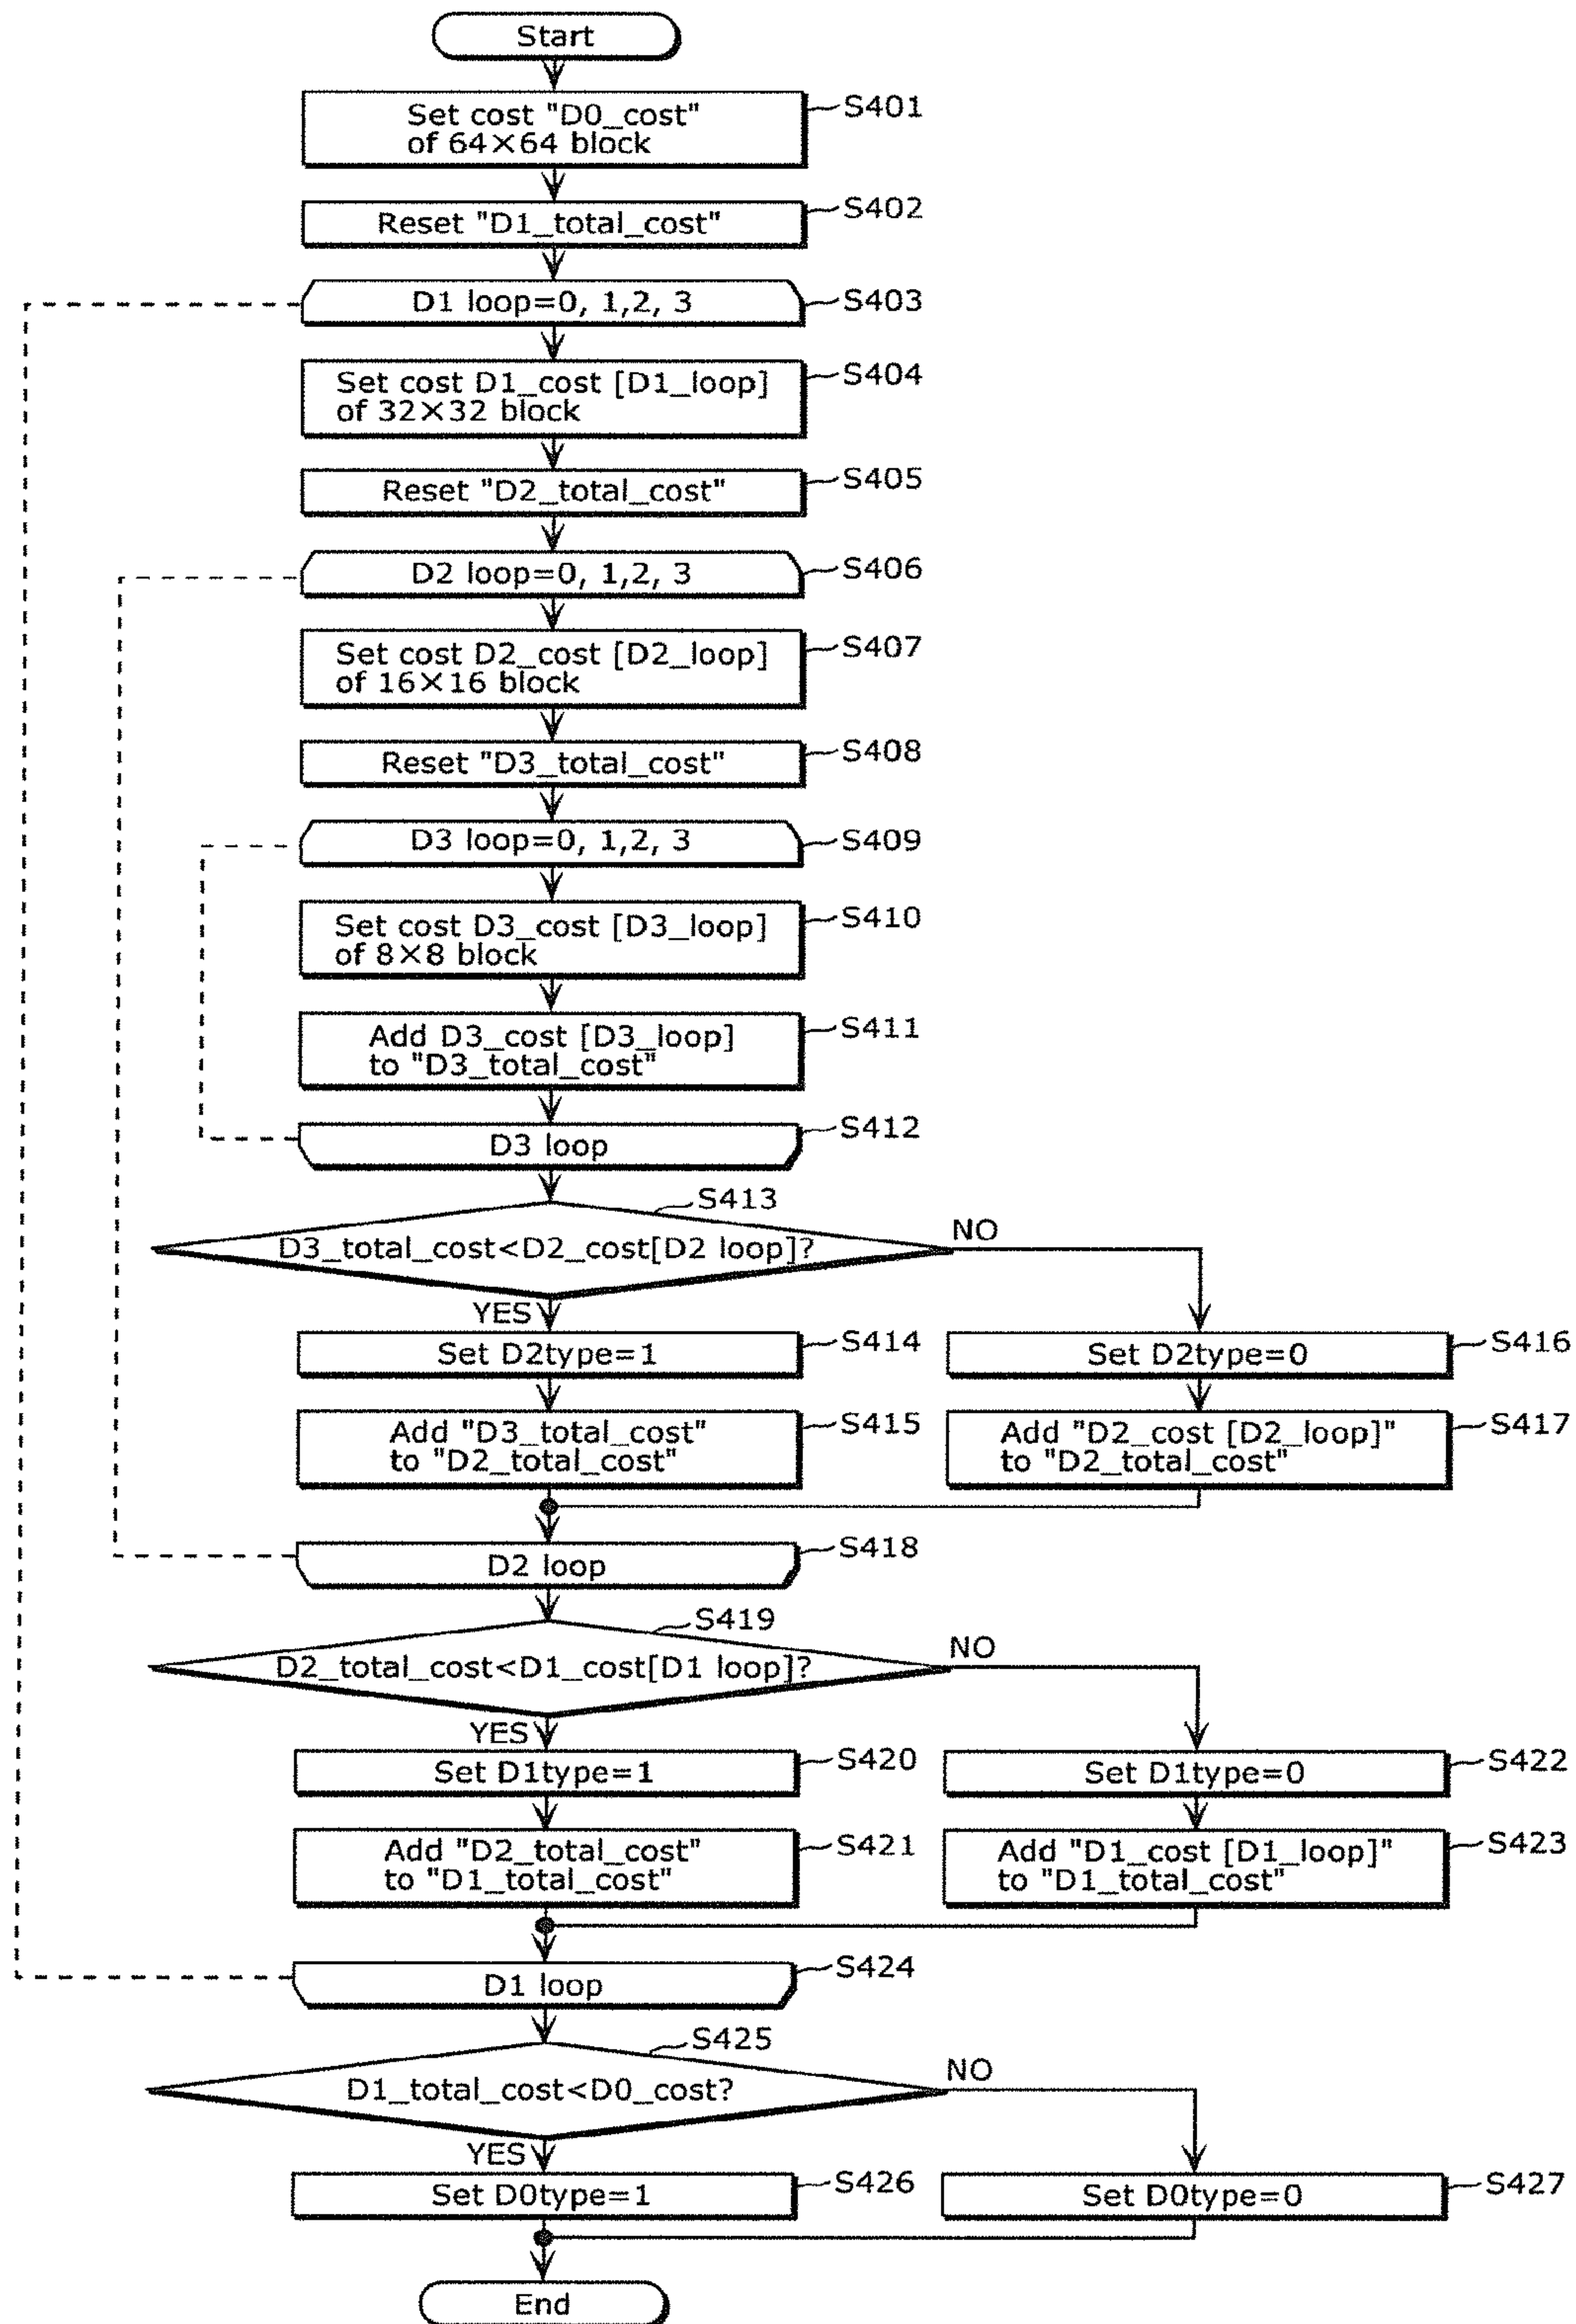 Start
Set cost "D0_cost"
of 64×64 block
S401
Reset "D1_total_cost"
S402
D1 loop=0, 1,2, 3
S403
Set cost D1_cost [D1_loop]
of 32×32 block
S404
Reset "D2_total_cost"
S405
D2 loop=0, 1,2, 3
S406
Set cost D2_cost [D2_loop]
of 16×16 block
S407
Reset "D3_total_cost"
S408
D3 loop=0, 1,2, 3
S409
Set cost D3_cost [D3_loop]
of 8×8 block
S410
Add D3_cost [D3_loop]
to "D3_total_cost"
S411
D3 loop
S412
S413
D3_total_cost<D2_cost[D2 loop]?
NO
YES
Set D2type=1
S414
Set D2type=0
S416
Add "D3_total_cost"
to "D2_total_cost"
S415
Add "D2_cost [D2_loop]"
to "D2_total_cost"
S417
D2 loop
S418
S419
D2_total_cost<D1_cost[D1 loop]?
NO
YES
Set D1type=1
S420
Set D1type=0
S422
Add "D2_total_cost"
to "D1_total_cost"
S421
Add "D1_cost [D1_loop]"
to "D1_total_cost"
S423
D1 loop
S424
S425
D1_total_cost<D0_cost?
NO
YES
Set D0type=1
S426
Set D0type=0
S427
End